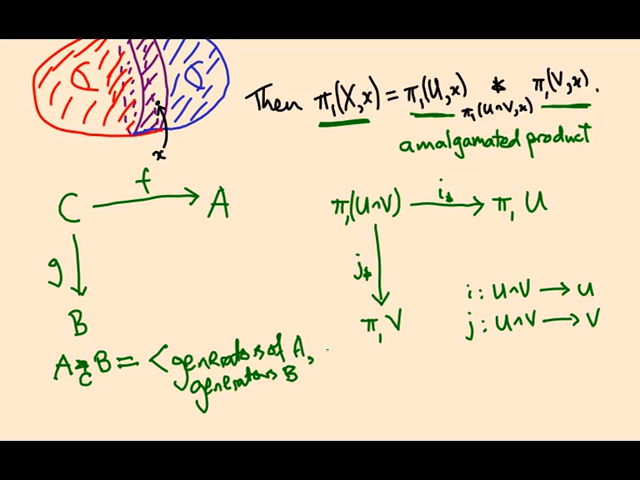 Then π₁(X,x) = π₁(U,x) * π₁(U∩V,x) π₁(V,x).
amalgamated product
x
C f A
π₁(U∩V) i* π₁ U
g
j*
i : U∩V → U
B
π₁ V
j : U∩V → V
A *C B = < generators of A,
generators B